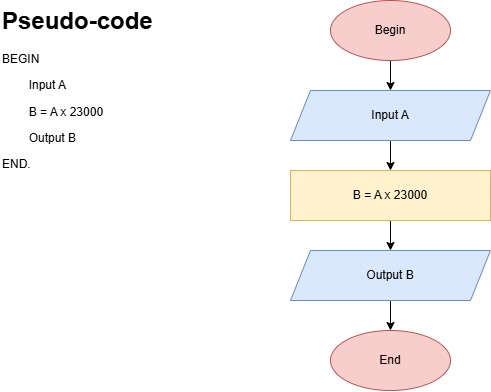 Pseudo-code
BEGIN
Input A
B = A x 23000
Output B
END.
Begin
Input A
B = A x 23000
Output B
End